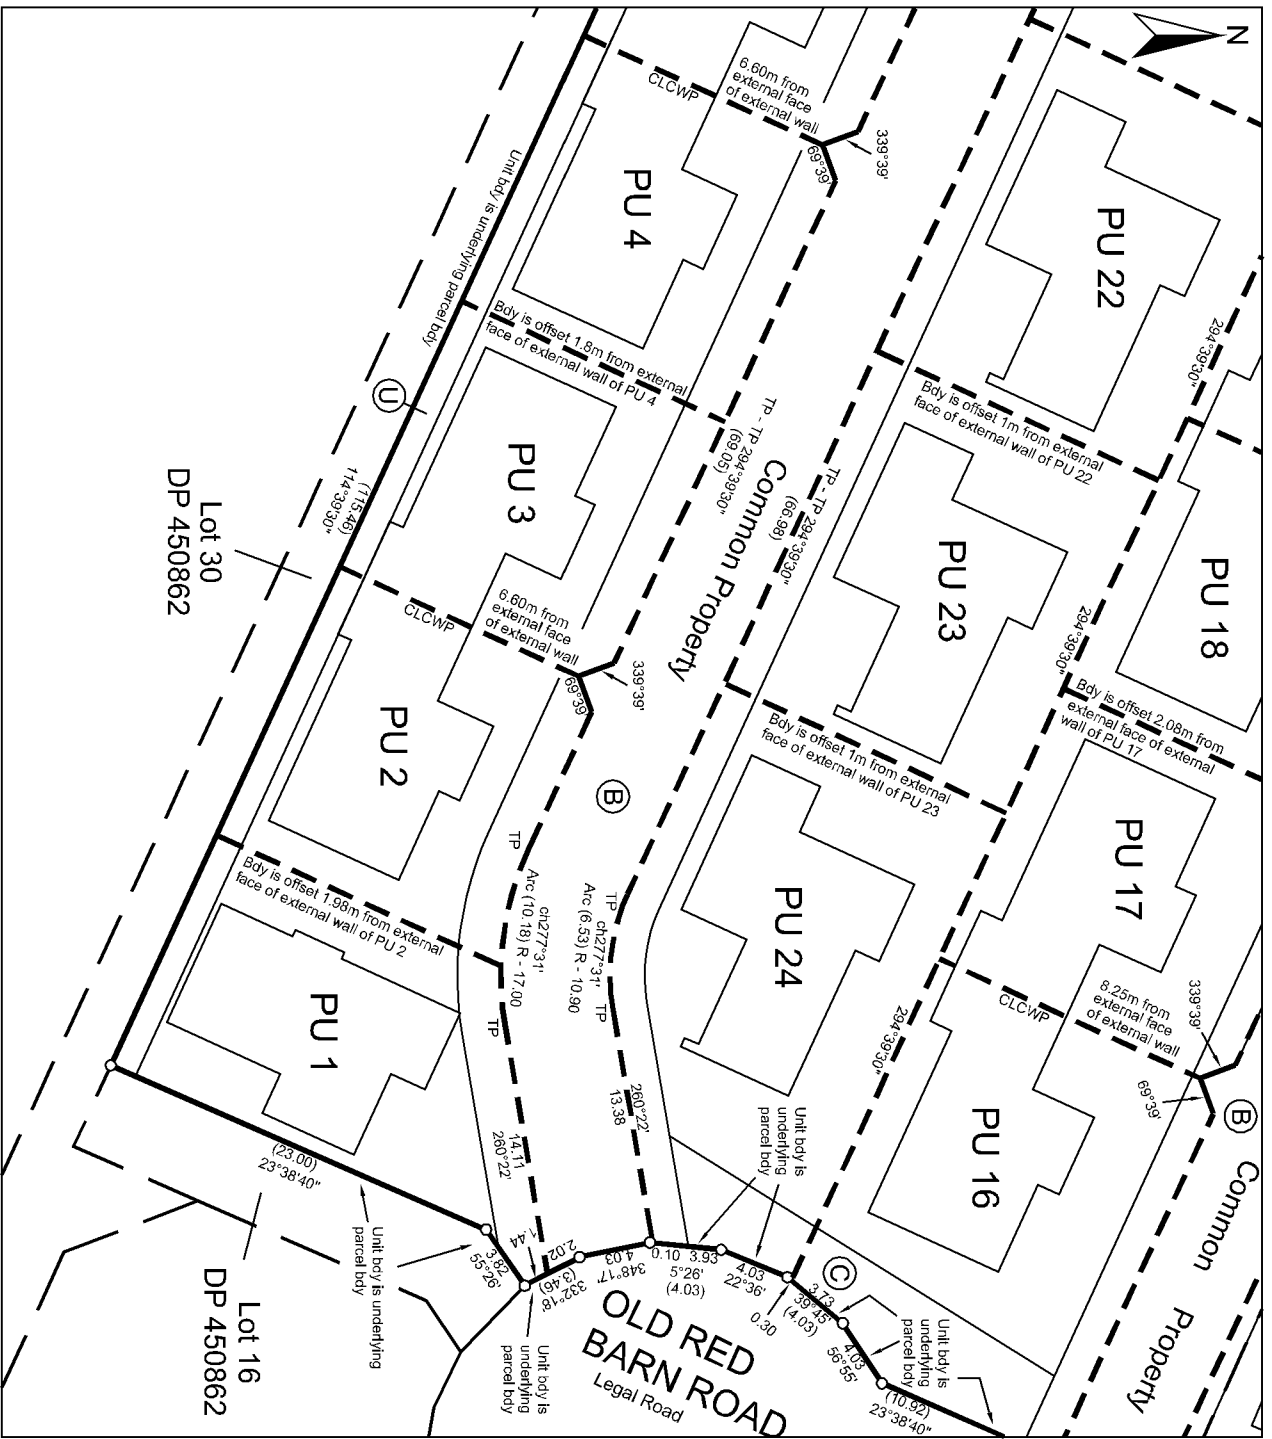 N
PU 22
PU 18
PU 4
PU 23
PU 17
PU 3
PU 24
PU 16
PU 2
PU 1
6.60m from
external face
of external wall
CLCWP
69°39'
339°39'
Unit bdy is underlying parcel bdy
Bdy is offset 1.8m from external
face of external wall of PU 4
TP - TP 294°39'30"
(69.05)
Common Property
TP - TP 294°39'30"
(66.98)
Bdy is offset 1m from external
face of external wall of PU 22
294°39'30"
294°39'30"
Bdy is offset 2.08m from
external face of external
wall of PU 17
Bdy is offset 1m from external
face of external wall of PU 23
U
(115.46)
114°39'30"
Lot 30
DP 450862
6.60m from
external face
of external wall
CLCWP
69°39'
339°39'
B
TP
ch277°31'
Arc (10.18) R - 17.00
TP
TP
ch277°31'
Arc (6.53) R - 10.90
TP
Bdy is offset 1.98m from external
face of external wall of PU 2
294°39'30"
8.25m from
external face
of external wall
CLCWP
339°39'
69°39'
B
Common
Property
260°22'
13.38
14.11
260°22'
Unit bdy is
underlying
parcel bdy
(23.00)
23°38'40"
Unit bdy is underlying
parcel bdy
3.82
55°26'
1.44
2.02
(3.46)
332°18'
4.03
348°17'
0.10
3.93
5°26'
(4.03)
4.03
22°36'
C
3.73
39°45'
(4.03)
0.30
4.03
56°55'
(10.92)
23°38'40"
Unit bdy is
underlying
parcel bdy
Unit bdy is
underlying
parcel bdy
OLD RED
BARN ROAD
Legal Road
Lot 16
DP 450862